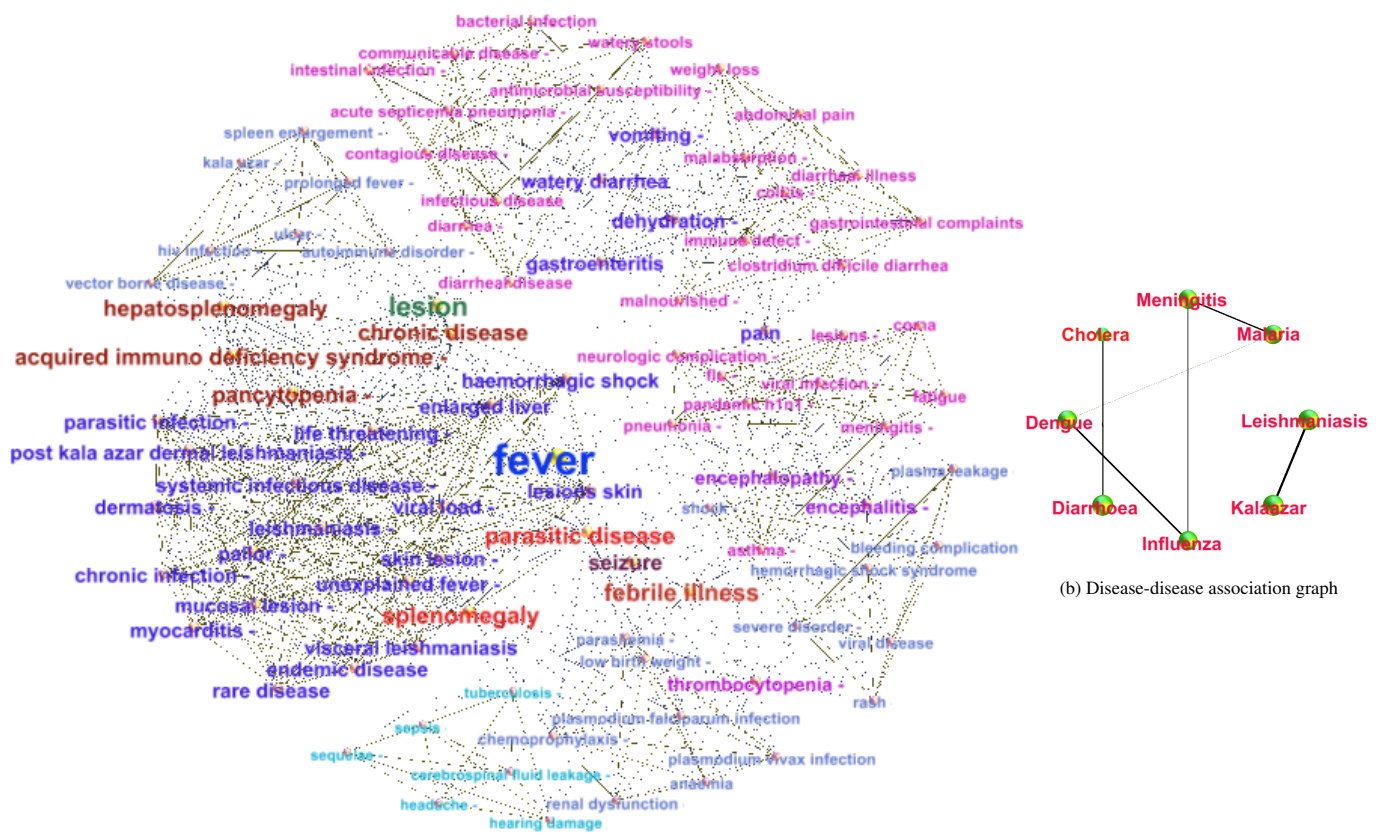 bacterial infection
watery stools
communicable disease -
intestinal infection -
weight loss
antimicrobial susceptibility -
acute septicemia pneumonia -
abdominal pain
spleen enlargement -
vomiting -
contagious disease -
malabsorption -
kala azar -
diarrheal illness
prolonged fever -
watery diarrhea
colitis -
infectious disease
dehydration -
gastrointestinal complaints
diarrhea -
ulcer -
immune defect -
hiv infection -
autoimmune disorder -
gastroenteritis
clostridium difficile diarrhea
vector borne disease -
diarrheal disease
malnourished -
hepatosplenomegaly
lesion
chronic disease
pain
lesions -
coma
acquired immuno deficiency syndrome -
neurologic complication -
flu -
haemorrhagic shock
viral infection -
pancytopenia -
fatigue
enlarged liver
pandemic h1n1 -
parasitic infection -
life threatening -
pneumonia -
meningitis -
post kala azar dermal leishmaniasis -
fever
plasma leakage
systemic infectious disease -
lesions skin
encephalopathy -
dermatosis -
viral load -
shock -
encephalitis -
leishmaniasis -
parasitic disease
pallor -
skin lesion -
seizure
asthma -
bleeding complication
chronic infection -
unexplained fever -
febrile illness
hemorrhagic shock syndrome
mucosal lesion -
splenomegaly
myocarditis -
severe disorder -
visceral leishmaniasis
parasitemia -
viral disease
endemic disease
low birth weight -
rare disease
thrombocytopenia -
tuberculosis -
rash
sepsis
plasmodium falciparum infection
chemoprophylaxis -
sequelae -
plasmodium vivax infection
cerebrospinal fluid leakage -
anaemia
headache -
renal dysfunction
hearing damage
Meningitis
Cholera
Malaria
Dengue
Leishmaniasis
Diarrhoea
Kalaazar
Influenza
(b) Disease-disease association graph